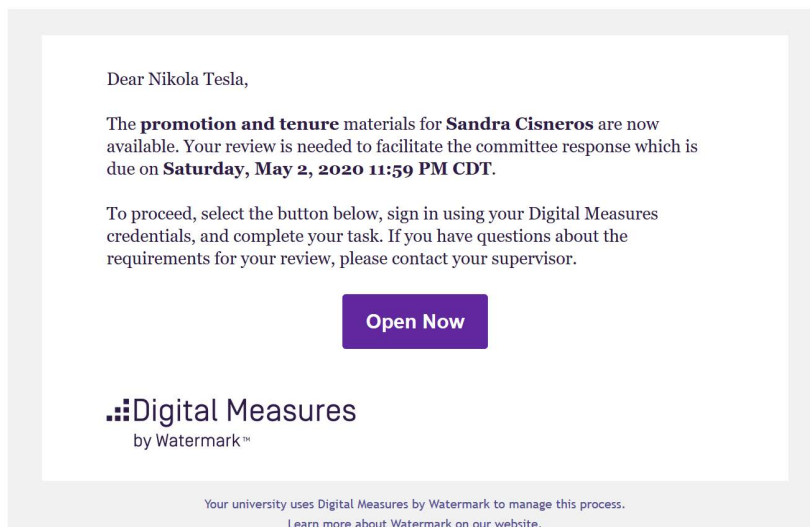 Dear Nikola Tesla,
The promotion and tenure materials for Sandra Cisneros are now
available. Your review is needed to facilitate the committee response which is
due on Saturday, May 2, 2020 11:59 PM CDT.
To proceed, select the button below, sign in using your Digital Measures
credentials, and complete your task. If you have questions about the
requirements for your review, please contact your supervisor.
Open Now
Digital Measures
by Watermark™
Your university uses Digital Measures by Watermark to manage this process.
Learn more about Watermark on our website.